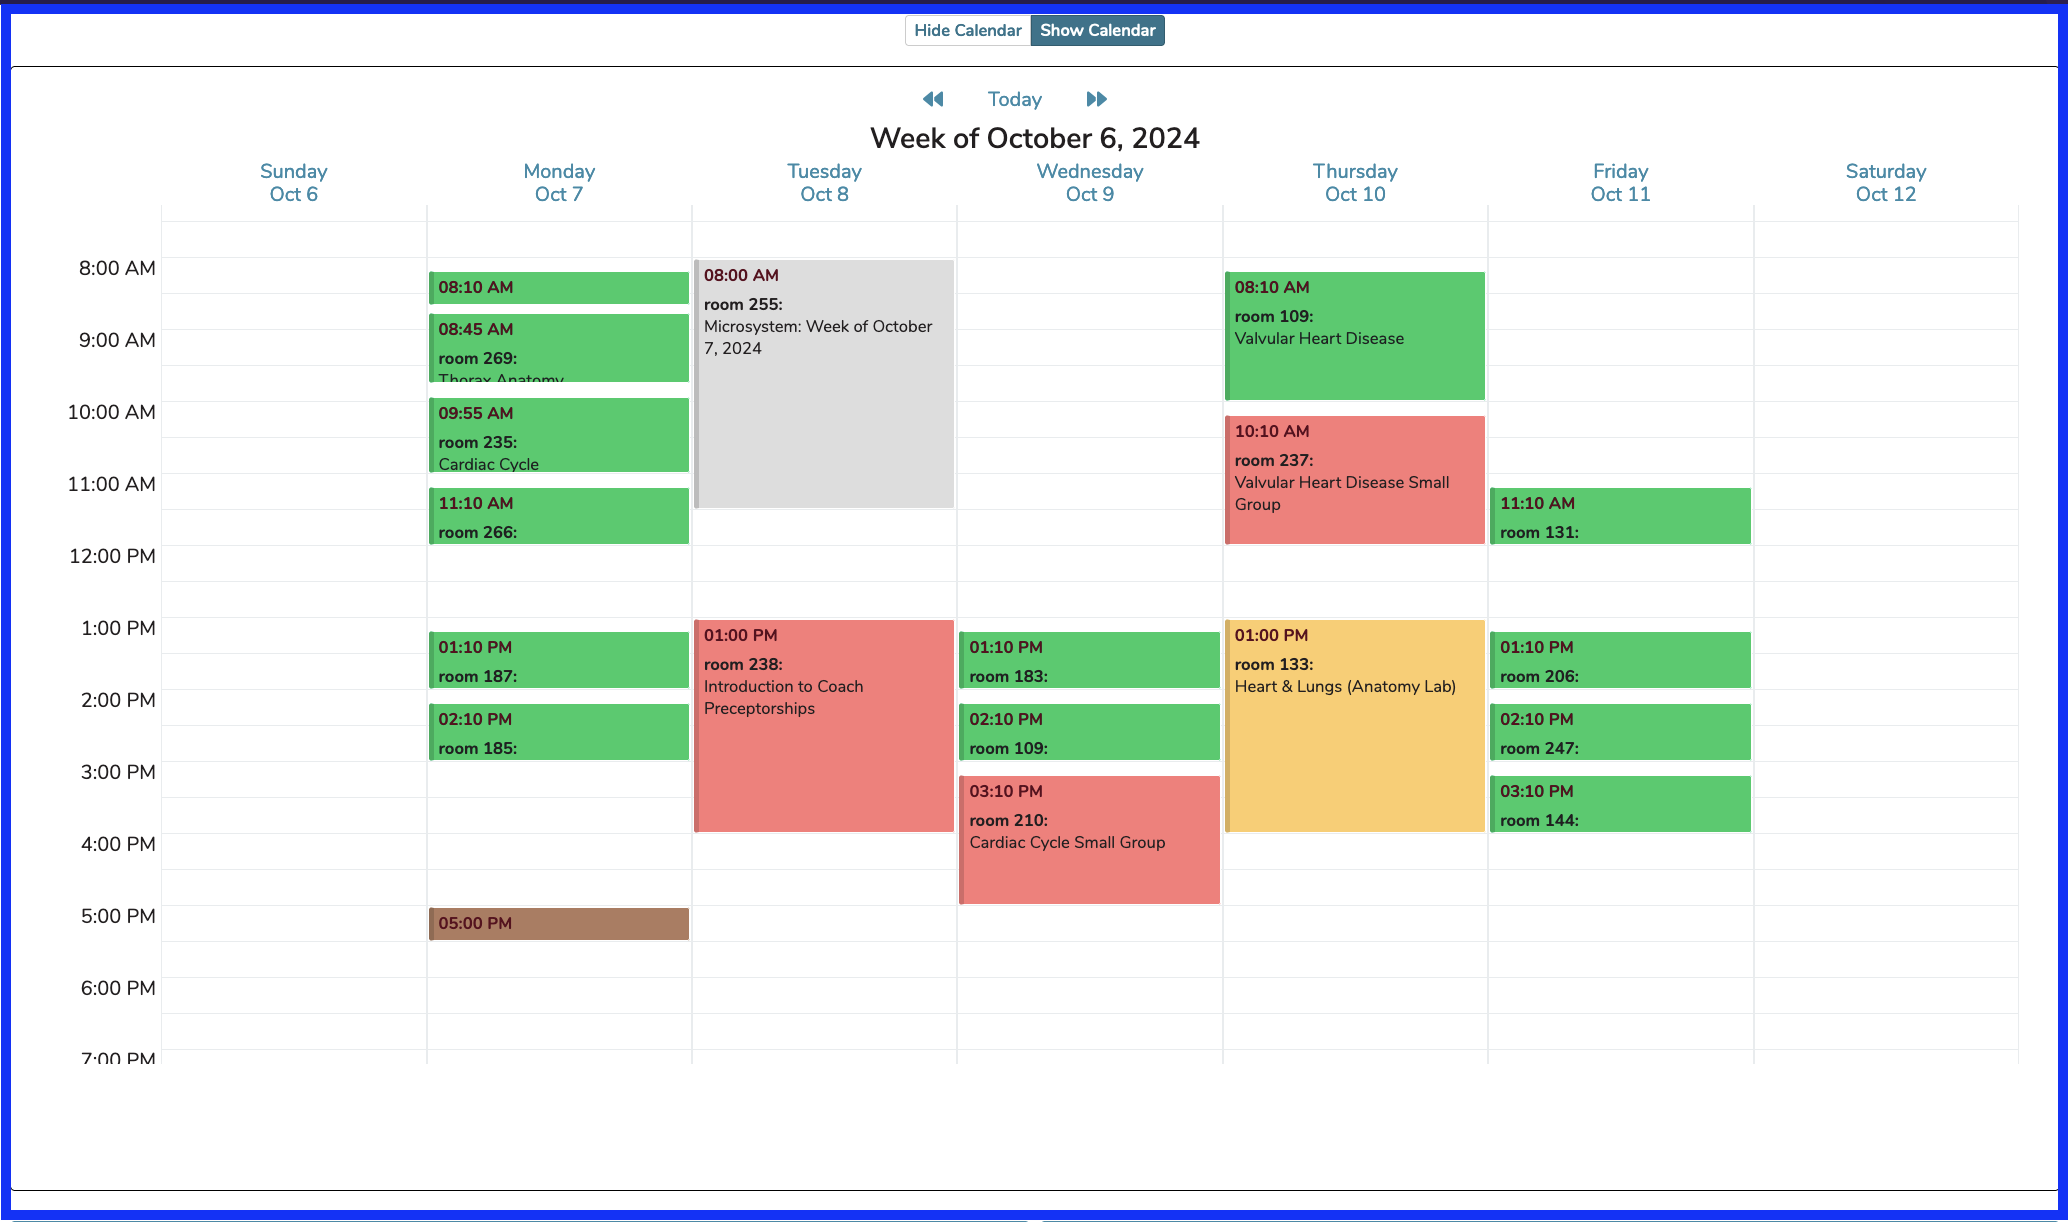 Hide Calendar Show Calendar
Today
Week of October 6, 2024
Sunday Monday Tuesday Wednesday Thursday Friday Saturday
Oct 6 Oct 7 Oct 8 Oct 9 Oct 10 Oct 11 Oct 12
8:00 AM
9:00 AM
10:00 AM
11:00 AM
12:00 PM
1:00 PM
2:00 PM
3:00 PM
4:00 PM
5:00 PM
6:00 PM
7:00 PM
08:10 AM
08:45 AM
room 269:
Thorax Anatomy
09:55 AM
room 235:
Cardiac Cycle
11:10 AM
room 266:
01:10 PM
room 187:
02:10 PM
room 185:
05:00 PM
08:00 AM
room 255:
Microsystem: Week of October
7, 2024
01:00 PM
room 238:
Introduction to Coach
Preceptorships
01:10 PM
room 183:
02:10 PM
room 109:
03:10 PM
room 210:
Cardiac Cycle Small Group
08:10 AM
room 109:
Valvular Heart Disease
10:10 AM
room 237:
Valvular Heart Disease Small
Group
01:00 PM
room 133:
Heart & Lungs (Anatomy Lab)
11:10 AM
room 131:
01:10 PM
room 206:
02:10 PM
room 247:
03:10 PM
room 144: